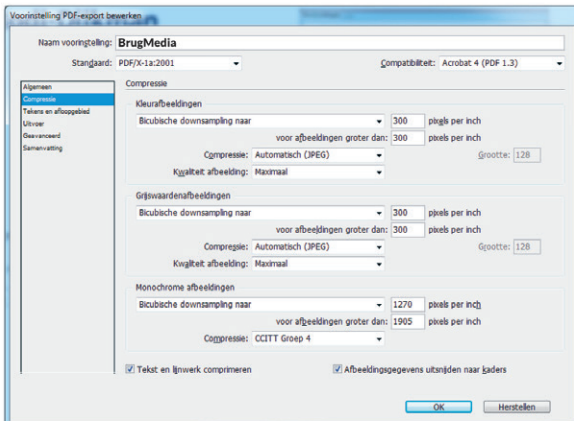 Voorinstelling PDF-export bewerken
Naam vooringtelling: BrugMedia
Standaard: PDF/X-1a:2001 Compatibiliteit: Acrobat 4 (PDF 1.3)
Algemeen
Compressie
Tekens en afloopgebied
Uitvoer
Geavanceerd
Samenvatting
Compressie
Kleurafbeeldingen
Bicubische downsampling naar 300 pixels per inch
voor afbeeldingen groter dan: 300 pixels per inch
Compressie: Automatisch (JPEG) Grootte: 128
Kwaliteit afbeelding: Maximaal
Grijswaardenafbeeldingen
Bicubische downsampling naar 300 pixels per inch
voor afbeeldingen groter dan: 300 pixels per inch
Compressie: Automatisch (JPEG) Grootte: 128
Kwaliteit afbeelding: Maximaal
Monochrome afbeeldingen
Bicubische downsampling naar 1270 pixels per inch
voor afbeeldingen groter dan: 1905 pixels per inch
Compressie: CCITT Groep 4
Tekst en lijnwerk comprimeren Afbeeldingsgegevens uitsnijden naar kaders
OK Herstellen